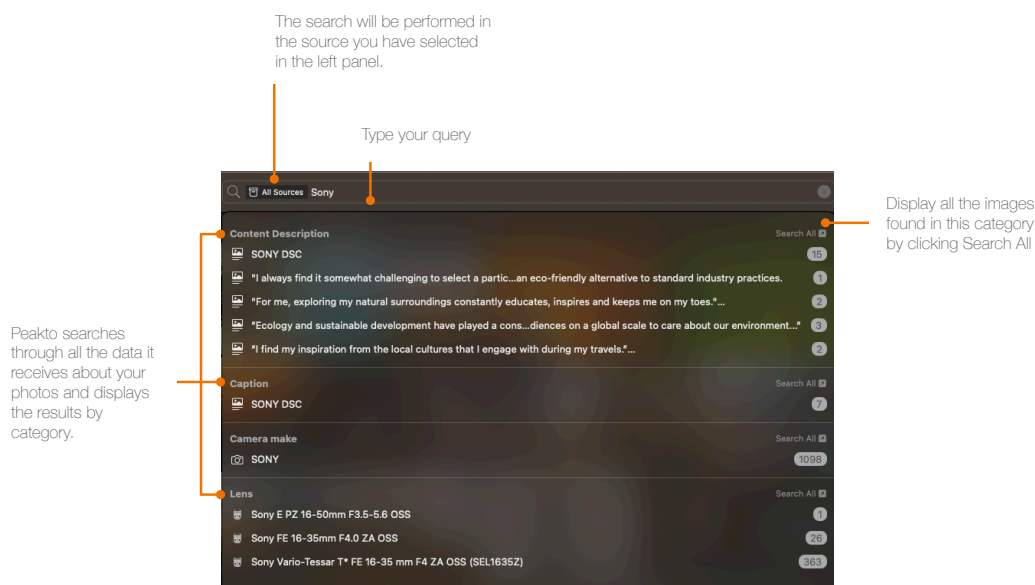 The search will be performed in
the source you have selected
in the left panel.
Type your query
All Sources Sony
Display all the images
found in this category
by clicking Search All
Content Description Search All
SONY DSC 15
"I always find it somewhat challenging to select a partic...an eco-friendly alternative to standard industry practices. 1
"For me, exploring my natural surroundings constantly educates, inspires and keeps me on my toes."... 2
"Ecology and sustainable development have played a cons...diences on a global scale to care about our environment..." 3
"I find my inspiration from the local cultures that I engage with during my travels."... 2
Peakto searches
through all the data it
receives about your
photos and displays
the results by
category.
Caption Search All
SONY DSC 7
Camera make Search All
SONY 1098
Lens Search All
Sony E PZ 16-50mm F3.5-5.6 OSS 1
Sony FE 16-35mm F4.0 ZA OSS 26
Sony Vario-Tessar T* FE 16-35 mm F4 ZA OSS (SEL1635Z) 363